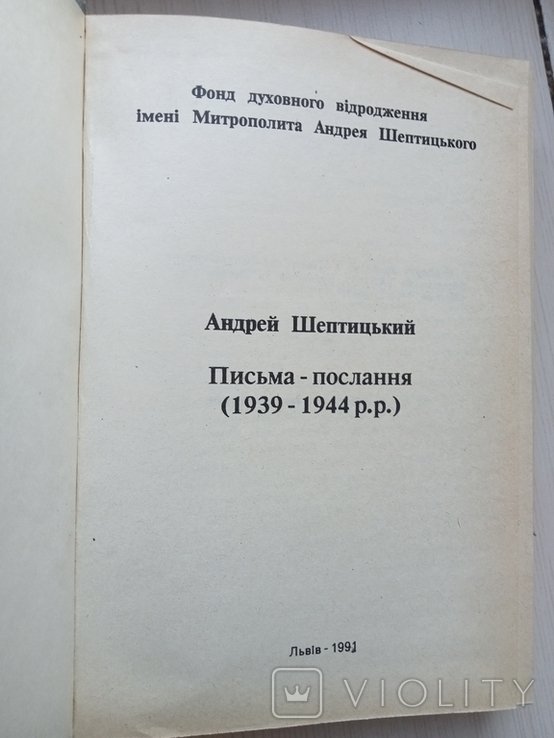 Фонд духовного відродження
імені Митрополита Андрея Шептицького
Андрей Шептицький
Письма - послання
(1939 - 1944 р.р.)
Львів - 1991
VIOLITY